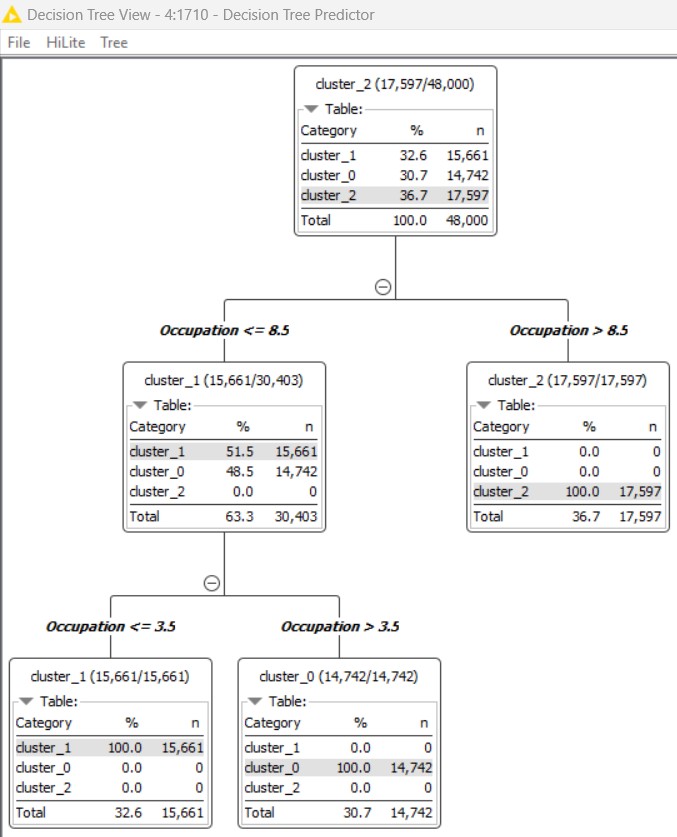 Decision Tree View - 4:1710 - Decision Tree Predictor
File HiLite Tree
cluster_2 (17,597/48,000)
Table:
Category % n
cluster_1 32.6 15,661
cluster_0 30.7 14,742
cluster_2 36.7 17,597
Total 100.0 48,000
Occupation <= 8.5
Occupation > 8.5
cluster_1 (15,661/30,403)
Table:
Category % n
cluster_1 51.5 15,661
cluster_0 48.5 14,742
cluster_2 0.0 0
Total 63.3 30,403
cluster_2 (17,597/17,597)
Table:
Category % n
cluster_1 0.0 0
cluster_0 0.0 0
cluster_2 100.0 17,597
Total 36.7 17,597
Occupation <= 3.5
Occupation > 3.5
cluster_1 (15,661/15,661)
Table:
Category % n
cluster_1 100.0 15,661
cluster_0 0.0 0
cluster_2 0.0 0
Total 32.6 15,661
cluster_0 (14,742/14,742)
Table:
Category % n
cluster_1 0.0 0
cluster_0 100.0 14,742
cluster_2 0.0 0
Total 30.7 14,742